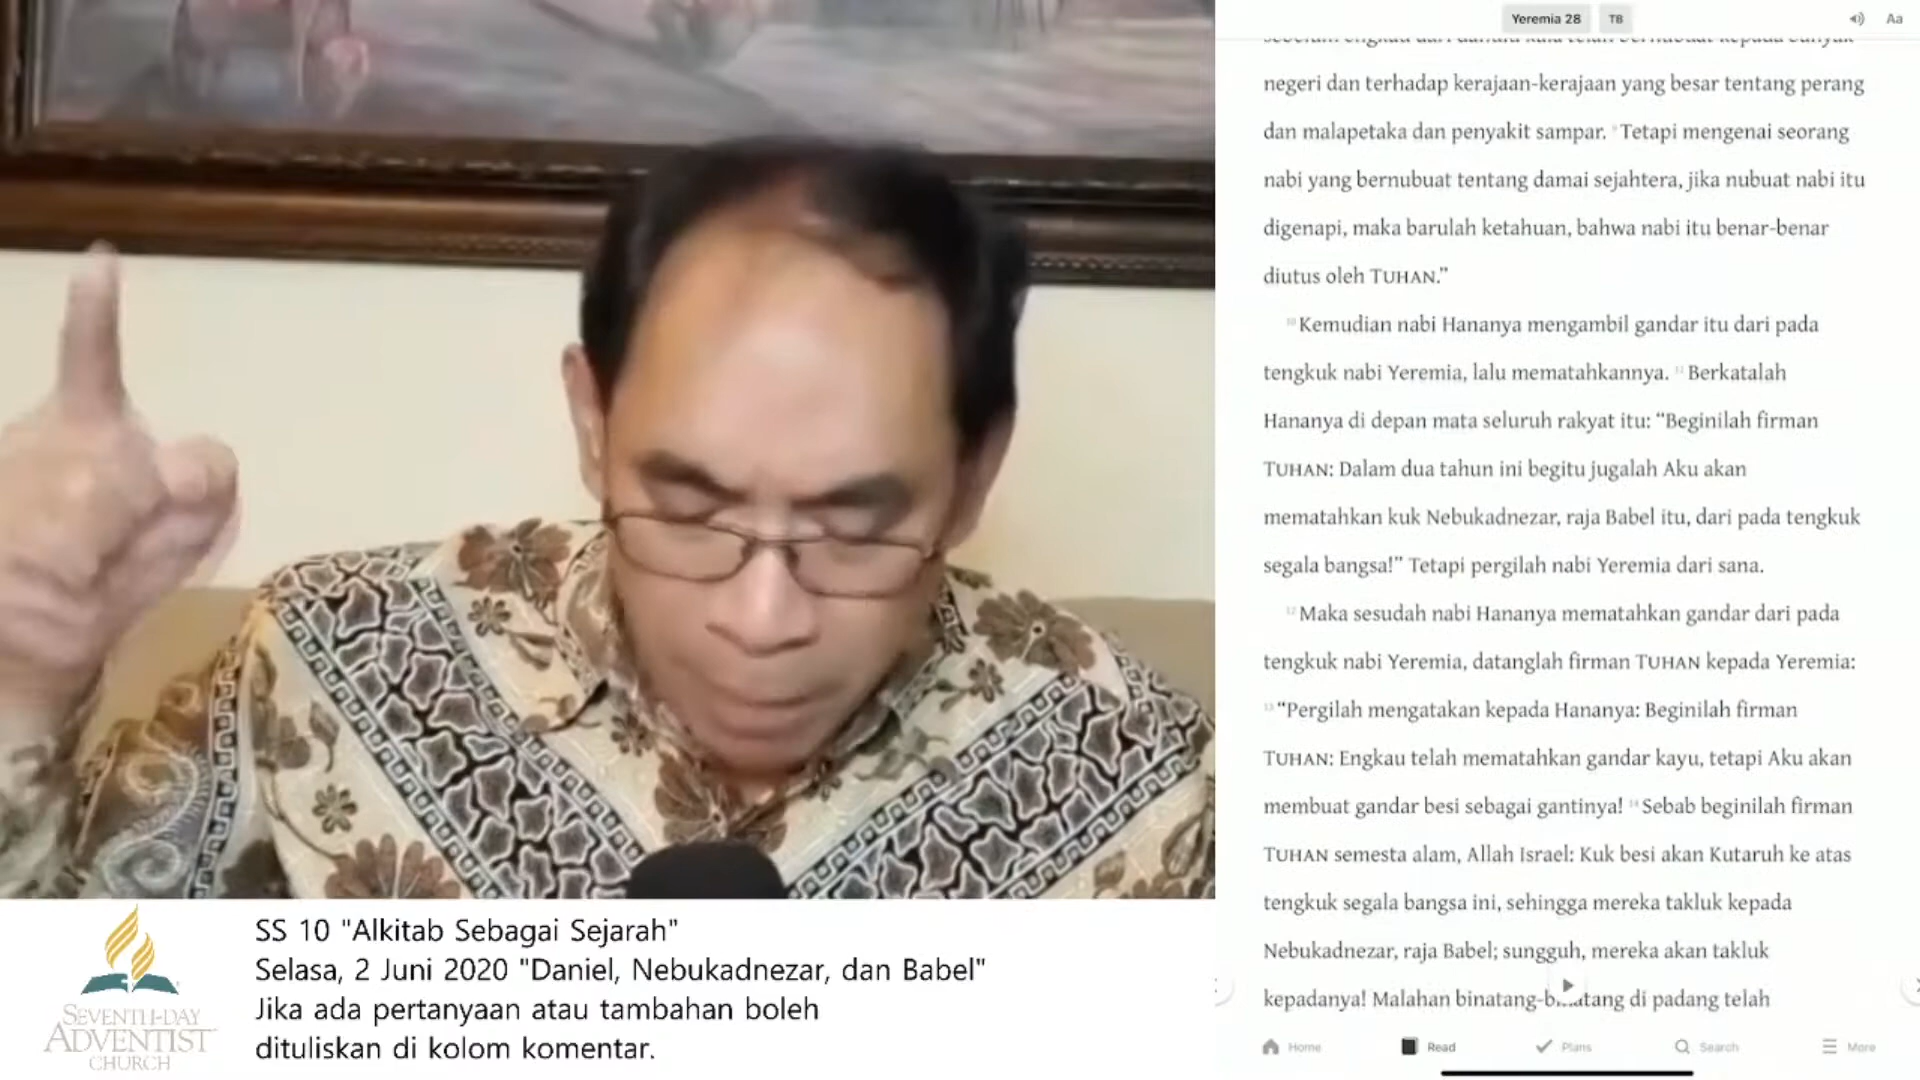 Yeremia 28 TB Aa
negeri dan terhadap kerajaan-kerajaan yang besar tentang perang
dan malapetaka dan penyakit sampar. 9 Tetapi mengenai seorang
nabi yang bernubuat tentang damai sejahtera, jika nubuat nabi itu
digenapi, maka barulah ketahuan, bahwa nabi itu benar-benar
diutus oleh TUHAN.”
10 Kemudian nabi Hananya mengambil gandar itu dari pada
tengkuk nabi Yeremia, lalu mematahkannya. 11 Berkatalah
Hananya di depan mata seluruh rakyat itu: “Beginilah firman
TUHAN: Dalam dua tahun ini begitu jugalah Aku akan
mematahkan kuk Nebukadnezar, raja Babel itu, dari pada tengkuk
segala bangsa!” Tetapi pergilah nabi Yeremia dari sana.
12 Maka sesudah nabi Hananya mematahkan gandar dari pada
tengkuk nabi Yeremia, datanglah firman TUHAN kepada Yeremia:
13 “Pergilah mengatakan kepada Hananya: Beginilah firman
TUHAN: Engkau telah mematahkan gandar kayu, tetapi Aku akan
membuat gandar besi sebagai gantinya! 14 Sebab beginilah firman
TUHAN semesta alam, Allah Israel: Kuk besi akan Kutaruh ke atas
tengkuk segala bangsa ini, sehingga mereka takluk kepada
Nebukadnezar, raja Babel; sungguh, mereka akan takluk
kepadanya! Malahan di padang telah
Home Read Plans Search More
SS 10 "Alkitab Sebagai Sejarah"
Selasa, 2 Juni 2020 "Daniel, Nebukadnezar, dan Babel"
Jika ada pertanyaan atau tambahan boleh
dituliskan di kolom komentar.
SEVENTH-DAY
ADVENTIST
CHURCH